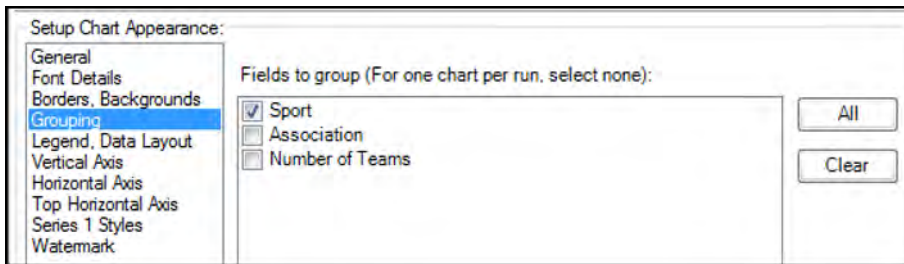 Setup Chart Appearance:
General
Font Details
Borders, Backgrounds
Grouping
Legend, Data Layout
Vertical Axis
Horizontal Axis
Top Horizontal Axis
Series 1 Styles
Watermark
Fields to group (For one chart per run, select none):
Sport
Association
Number of Teams
All
Clear